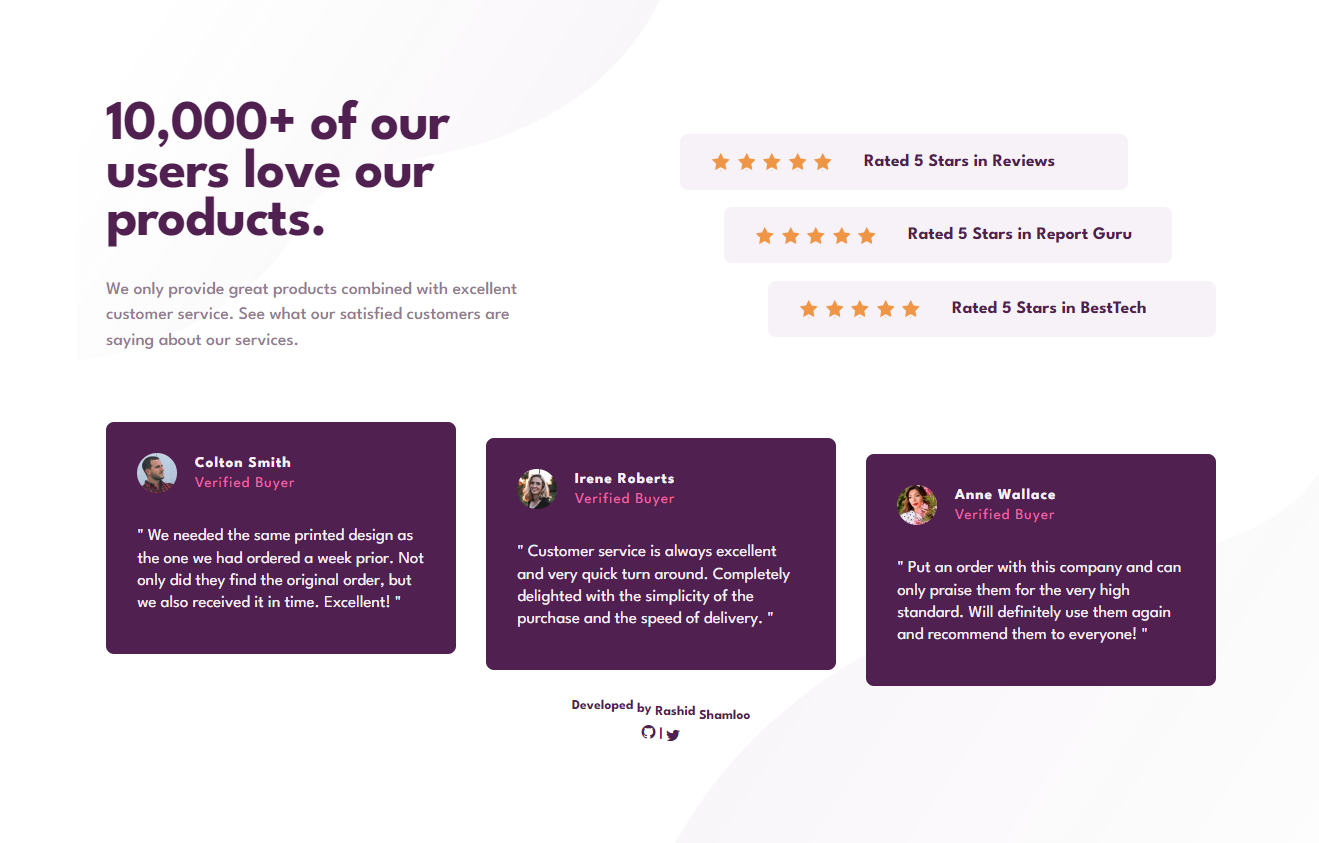 10,000+ of our
users love our
products.
We only provide great products combined with excellent
customer service. See what our satisfied customers are
saying about our services.
Rated 5 Stars in Reviews
Rated 5 Stars in Report Guru
Rated 5 Stars in BestTech
Colton Smith
Verified Buyer
" We needed the same printed design as
the one we had ordered a week prior. Not
only did they find the original order, but
we also received it in time. Excellent! "
Irene Roberts
Verified Buyer
" Customer service is always excellent
and very quick turn around. Completely
delighted with the simplicity of the
purchase and the speed of delivery. "
Anne Wallace
Verified Buyer
" Put an order with this company and can
only praise them for the very high
standard. Will definitely use them again
and recommend them to everyone! "
Developed by Rashid Shamloo
|